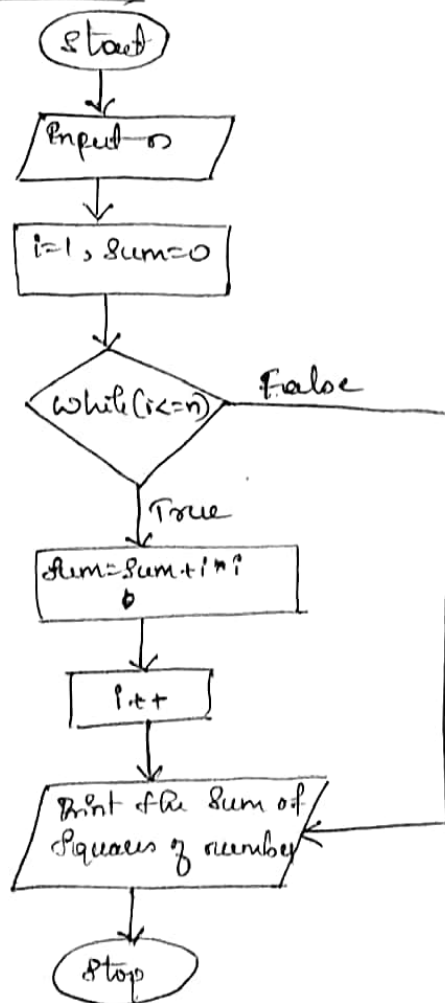 Start
Input n
i=1, Sum=0
while(i<=n)
False
True
Sum=Sum+i*i
i++
Print the Sum of
Squares of number
Stop